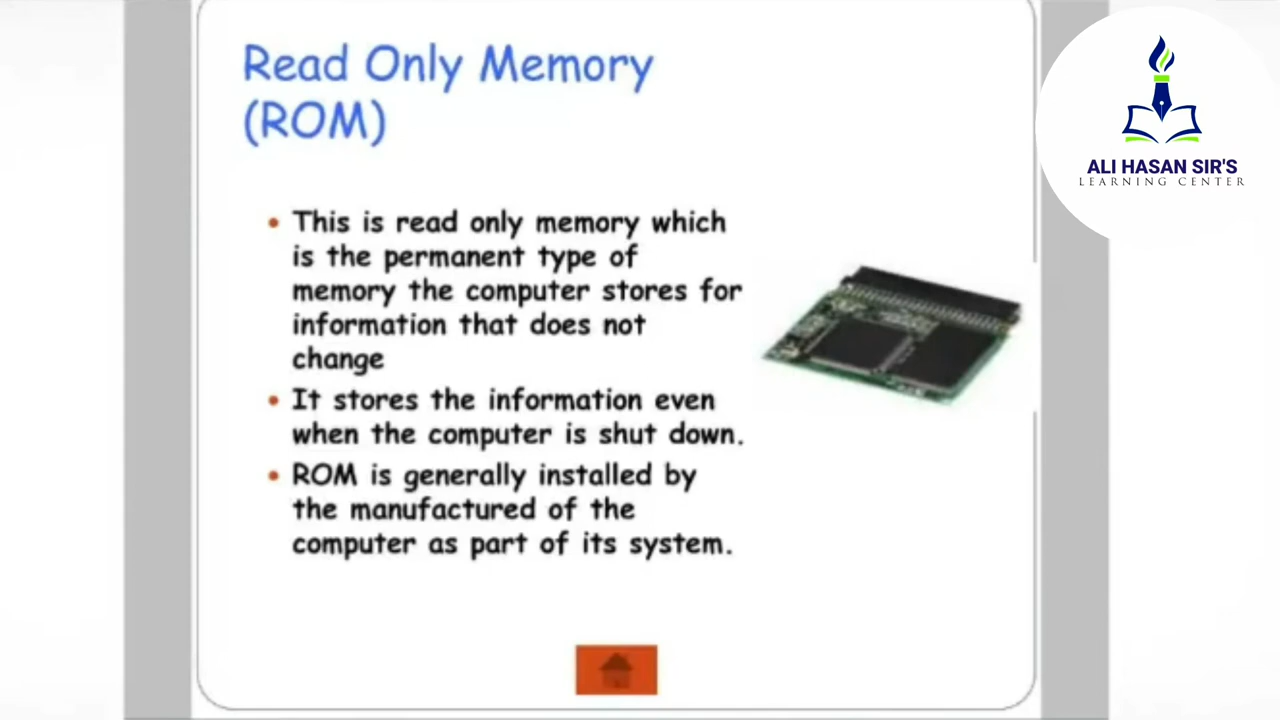 Read Only Memory
(ROM)
ALI HASAN SIR'S
LEARNING CENTER
• This is read only memory which
is the permanent type of
memory the computer stores for
information that does not
change
• It stores the information even
when the computer is shut down.
• ROM is generally installed by
the manufactured of the
computer as part of its system.